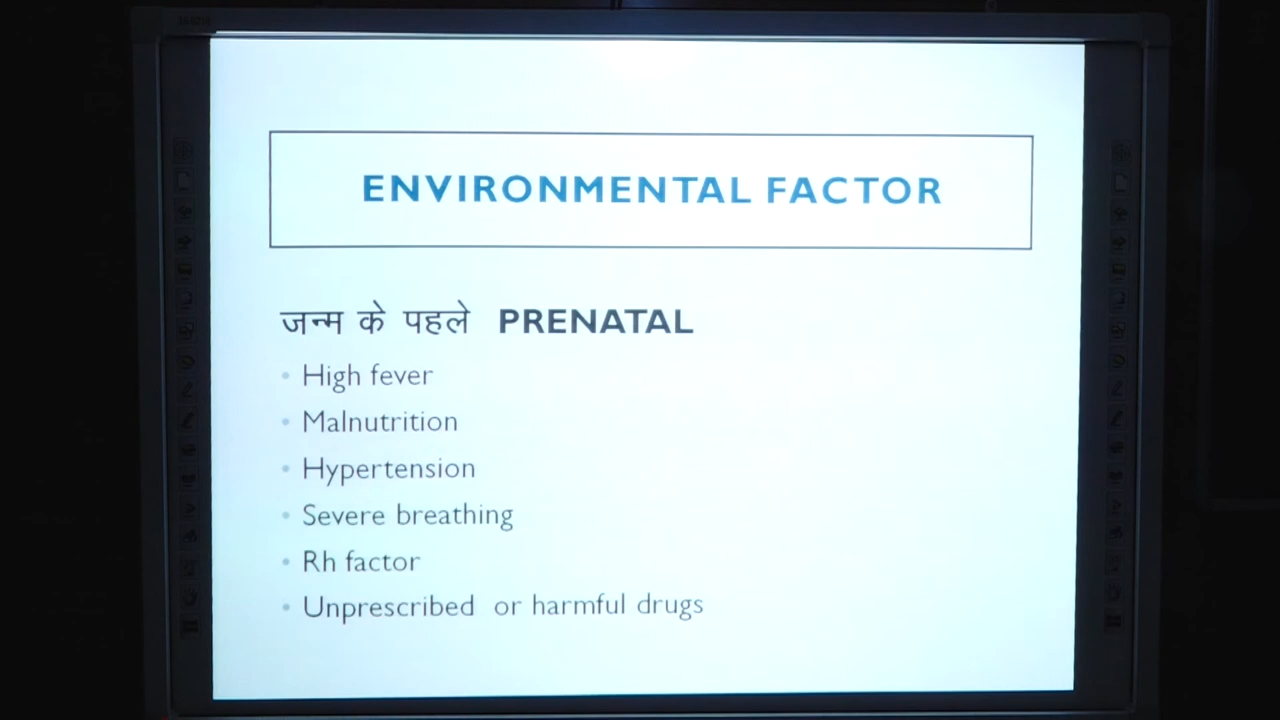 ENVIRONMENTAL FACTOR
जन्म के पहले PRENATAL
• High fever
• Malnutrition
• Hypertension
• Severe breathing
• Rh factor
• Unprescribed or harmful drugs